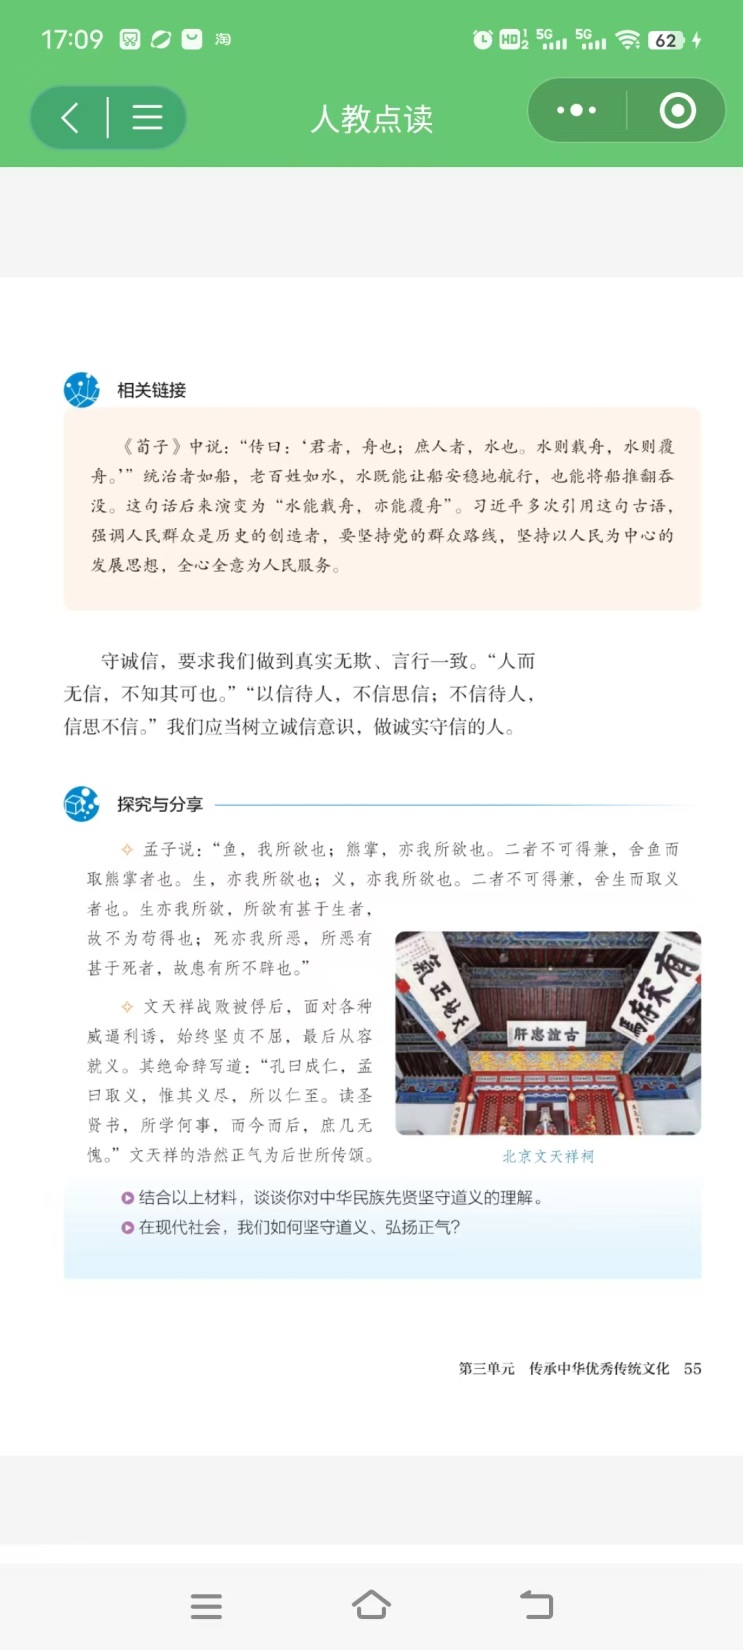 17:09
淘
HD 1 2
5G
5G
62
人教点读
相关链接
《荀子》中说：“传曰：‘君者，舟也；庶人者，水也。水则载舟，水则覆
舟。’”统治者如船，老百姓如水，水既能让船安稳地航行，也能将船推翻吞
没。这句话后来演变为“水能载舟，亦能覆舟”。习近平多次引用这句古语，
强调人民群众是历史的创造者，要坚持党的群众路线，坚持以人民为中心的
发展思想，全心全意为人民服务。
守诚信，要求我们做到真实无欺、言行一致。“人而
无信，不知其可也。”“以信待人，不信思信；不信待人，
信思不信。”我们应当树立诚信意识，做诚实守信的人。
探究与分享
孟子说：“鱼，我所欲也；熊掌，亦我所欲也。二者不可得兼，舍鱼而
取熊掌者也。生，亦我所欲也；义，亦我所欲也。二者不可得兼，舍生而取义
者也。生亦我所欲，所欲有甚于生者，
故不为苟得也；死亦我所恶，所恶有
甚于死者，故患有所不辟也。”
文天祥战败被俘后，面对各种
威逼利诱，始终坚贞不屈，最后从容
就义。其绝命辞写道：“孔曰成仁，孟
曰取义，惟其义尽，所以仁至。读圣
贤书，所学何事，而今而后，庶几无
愧。”文天祥的浩然正气为后世所传颂。
天地正气
有宋存焉
肝忠谊古
北京文天祥祠
结合以上材料，谈谈你对中华民族先贤坚守道义的理解。
在现代社会，我们如何坚守道义、弘扬正气？
第三单元 传承中华优秀传统文化 55